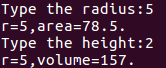 Type the radius:5
r=5,area=78.5.
Type the height:2
r=5,volume=157.